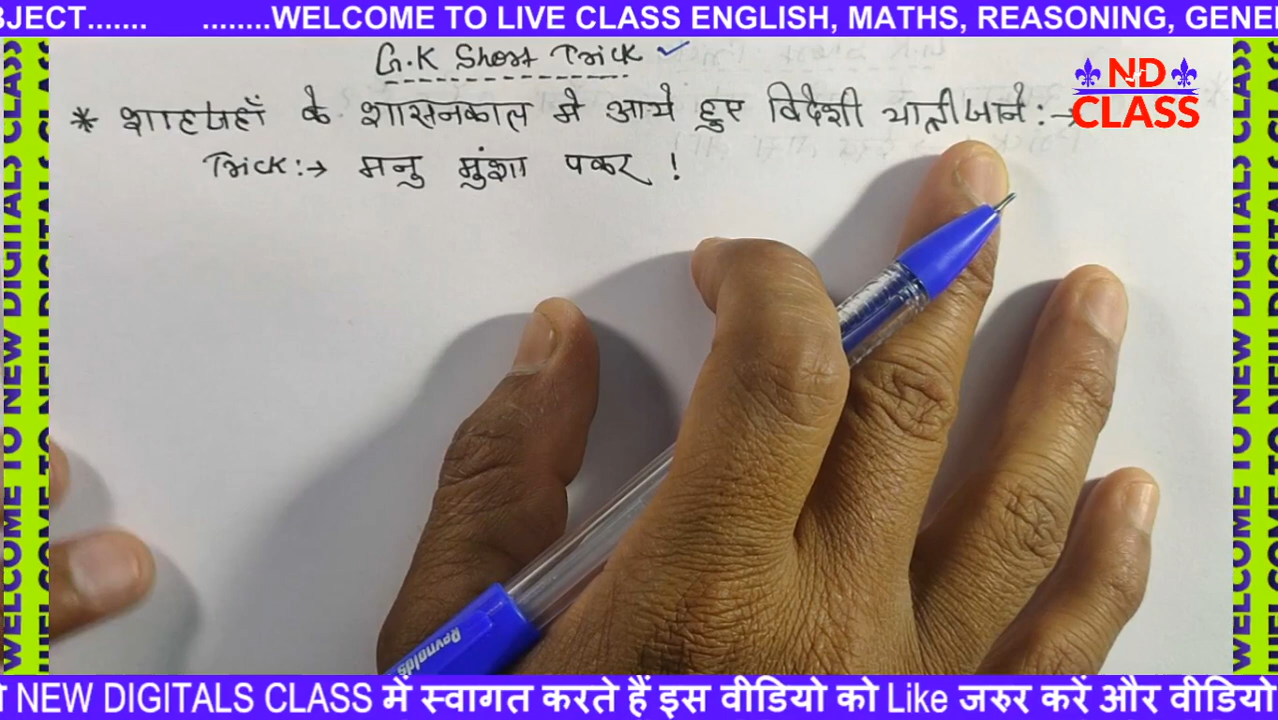 BJECT....... ........WELCOME TO LIVE CLASS ENGLISH, MATHS, REASONING, GENE
G.K Short Trick
ND
CLASS
* शाहजहाँ के शासनकाल में आये हुए विदेशी यात्री जाने :→
Trick :→ मनु मुंशा पकर !
Reynolds
WELCOME TO NEW DIGITALS CLASS
WELCOME TO NEW DIGITALS CLASS
NEW DIGITALS CLASS में स्वागत करते हैं इस वीडियो को Like जरुर करें और वीडियो